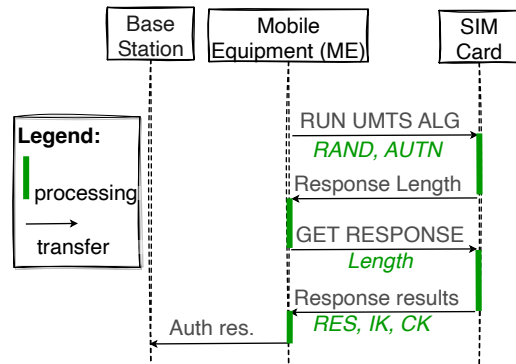 Base
Station
Mobile
Equipment (ME)
SIM
Card
Legend:
processing
transfer
RUN UMTS ALG
RAND, AUTN
Response Length
GET RESPONSE
Length
Response results
RES, IK, CK
Auth res.